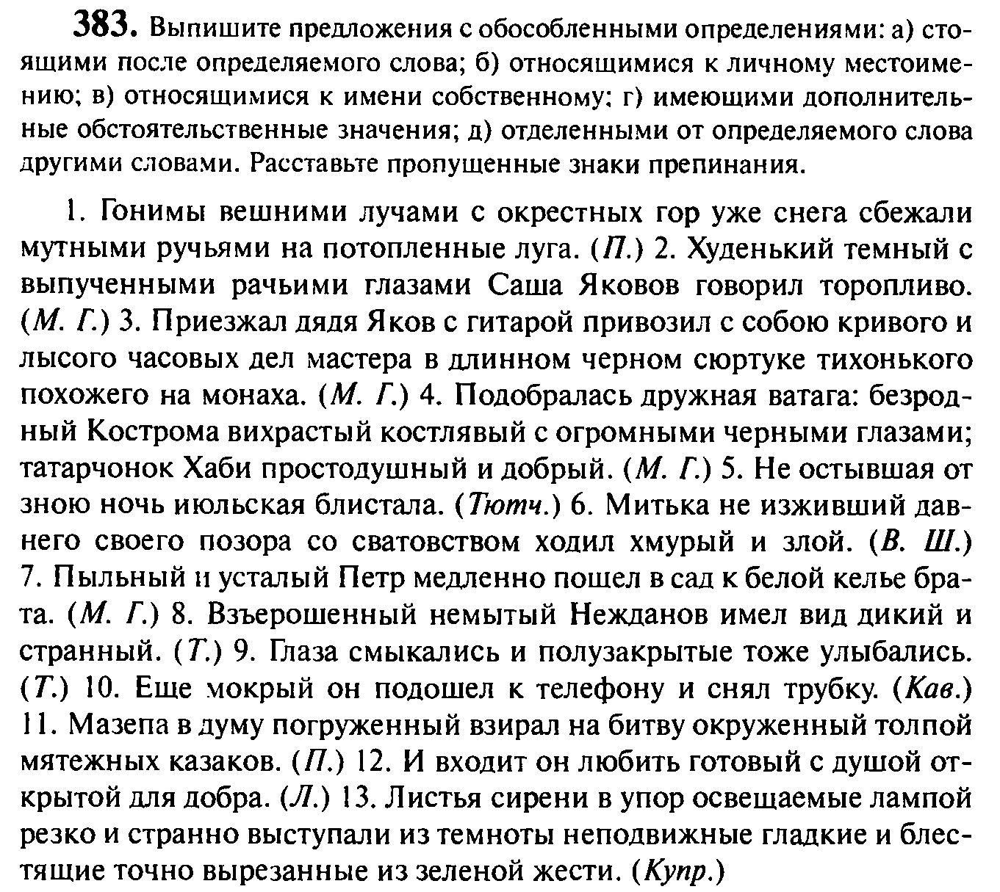 383. Выпишите предложения с обособленными определениями: а) сто-
ящими после определяемого слова; б) относящимися к личному местоиме-
нию; в) относящимися к имени собственному; г) имеющими дополнитель-
ные обстоятельственные значения; д) отделенными от определяемого слова
другими словами. Расставьте пропущенные знаки препинания.
1. Гонимы вешними лучами с окрестных гор уже снега сбежали
мутными ручьями на потопленные луга. (П.) 2. Худенький темный с
выпученными рачьими глазами Саша Яковов говорил торопливо.
(М. Г.) 3. Приезжал дядя Яков с гитарой привозил с собою кривого и
лысого часовых дел мастера в длинном черном сюртуке тихонького
похожего на монаха. (М. Г.) 4. Подобралась дружная ватага: безрод-
ный Кострома вихрастый костлявый с огромными черными глазами;
татарчонок Хаби простодушный и добрый. (М. Г.) 5. Не остывшая от
зною ночь июльская блистала. (Тютч.) 6. Митька не изживший дав-
него своего позора со сватовством ходил хмурый и злой. (В. Ш.)
7. Пыльный и усталый Петр медленно пошел в сад к белой келье бра-
та. (М. Г.) 8. Взъерошенный немытый Нежданов имел вид дикий и
странный. (Т.) 9. Глаза смыкались и полузакрытые тоже улыбались.
(Т.) 10. Еще мокрый он подошел к телефону и снял трубку. (Кав.)
11. Мазепа в думу погруженный взирал на битву окруженный толпой
мятежных казаков. (П.) 12. И входит он любить готовый с душой от-
крытой для добра. (Л.) 13. Листья сирени в упор освещаемые лампой
резко и странно выступали из темноты неподвижные гладкие и блес-
тящие точно вырезанные из зеленой жести. (Купр.)